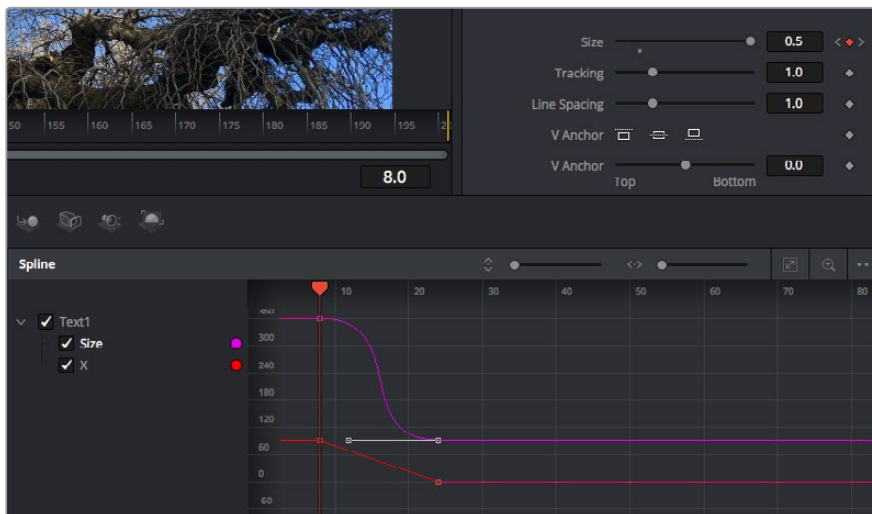 Size 0.5
Tracking 1.0
Line Spacing 1.0
V Anchor
V Anchor 0.0
Top Bottom
50 155 160 165 170 175 180 185 190 195
8.0
Spline
10 20 30 40 50 60 70 80
Text1
Size
X
300
240
180
120
60
0
60